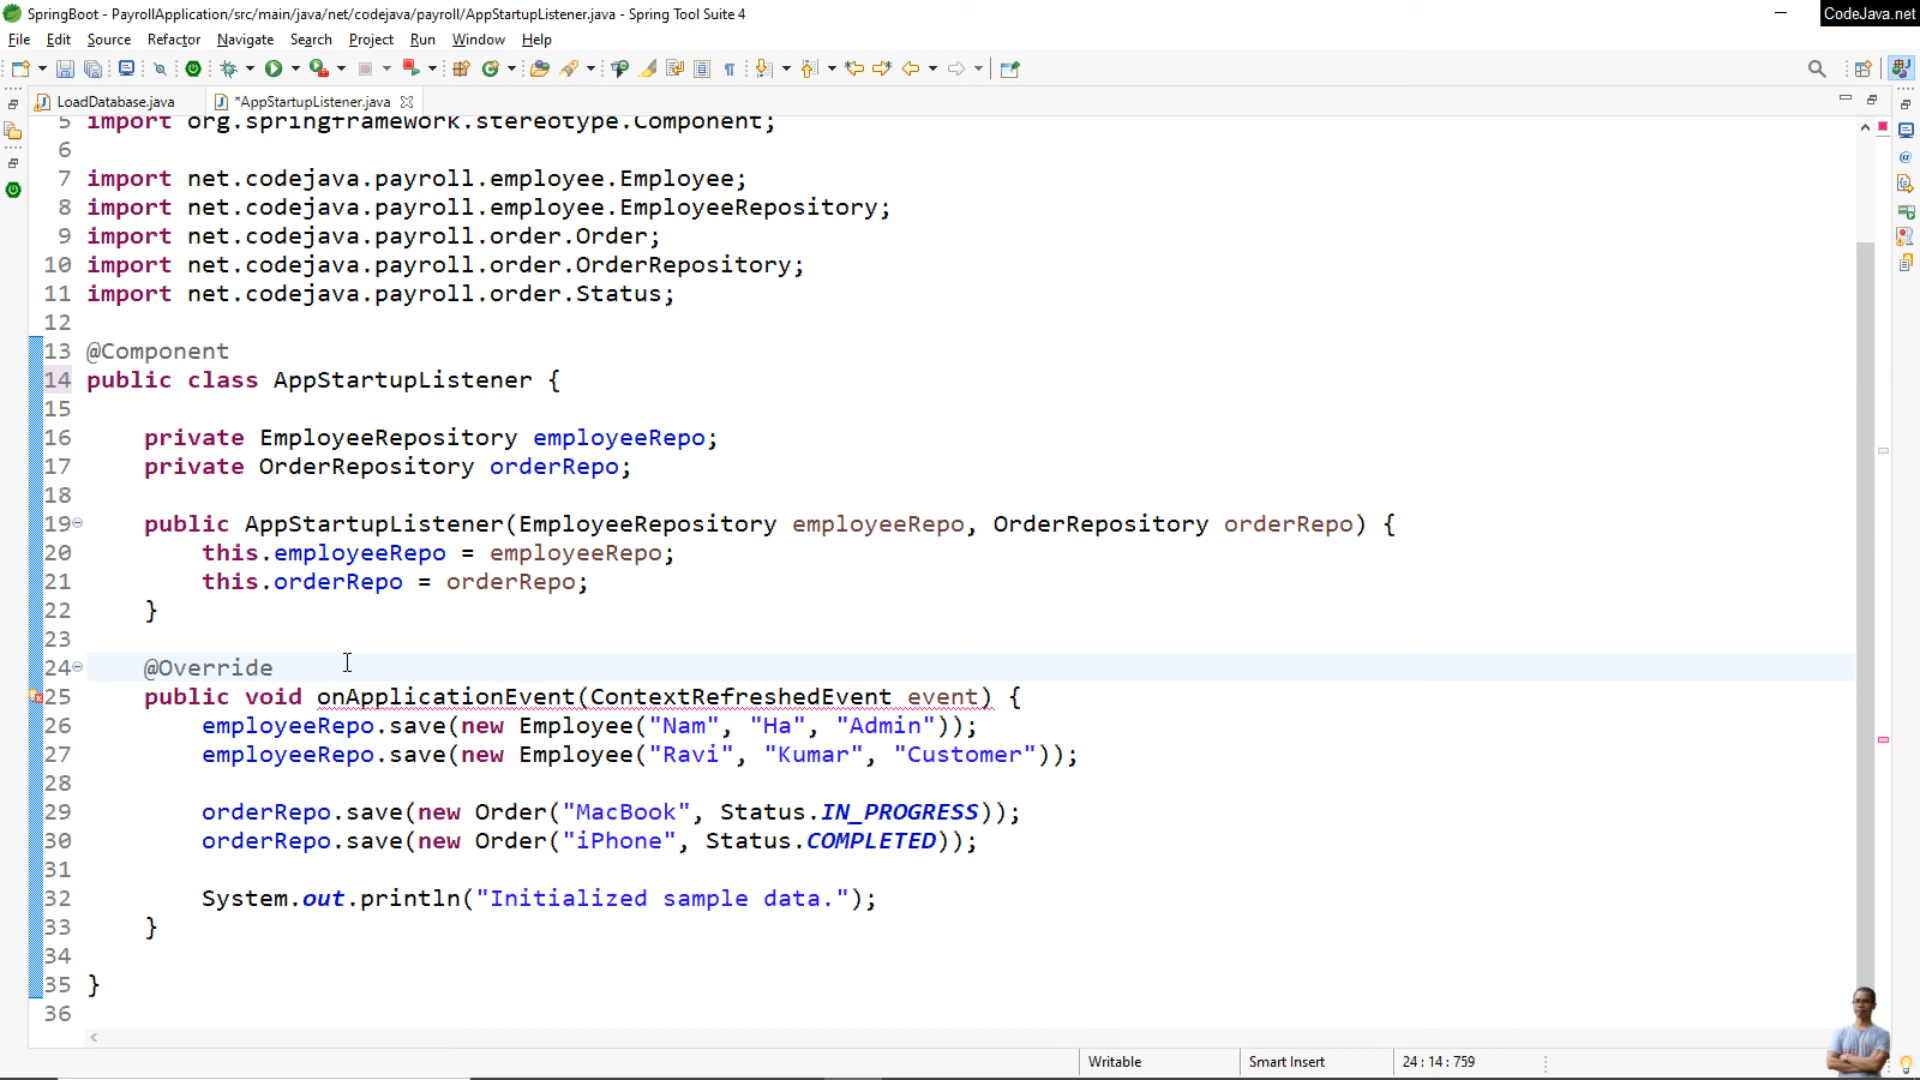 SpringBoot - PayrollApplication/src/main/java/net/codejava/payroll/AppStartupListener.java - Spring Tool Suite 4
CodeJava.net
File Edit Source Refactor Navigate Search Project Run Window Help
LoadDatabase.java *AppStartupListener.java
5 import org.springframework.stereotype.Component;
6
7 import net.codejava.payroll.employee.Employee;
8 import net.codejava.payroll.employee.EmployeeRepository;
9 import net.codejava.payroll.order.Order;
10 import net.codejava.payroll.order.OrderRepository;
11 import net.codejava.payroll.order.Status;
12
13 @Component
14 public class AppStartupListener {
15
16 private EmployeeRepository employeeRepo;
17 private OrderRepository orderRepo;
18
19 public AppStartupListener(EmployeeRepository employeeRepo, OrderRepository orderRepo) {
20 this.employeeRepo = employeeRepo;
21 this.orderRepo = orderRepo;
22 }
23
24 @Override
25 public void onApplicationEvent(ContextRefreshedEvent event) {
26 employeeRepo.save(new Employee("Nam", "Ha", "Admin"));
27 employeeRepo.save(new Employee("Ravi", "Kumar", "Customer"));
28
29 orderRepo.save(new Order("MacBook", Status.IN_PROGRESS));
30 orderRepo.save(new Order("iPhone", Status.COMPLETED));
31
32 System.out.println("Initialized sample data.");
33 }
34
35 }
36
Writable Smart Insert 24 : 14 : 759